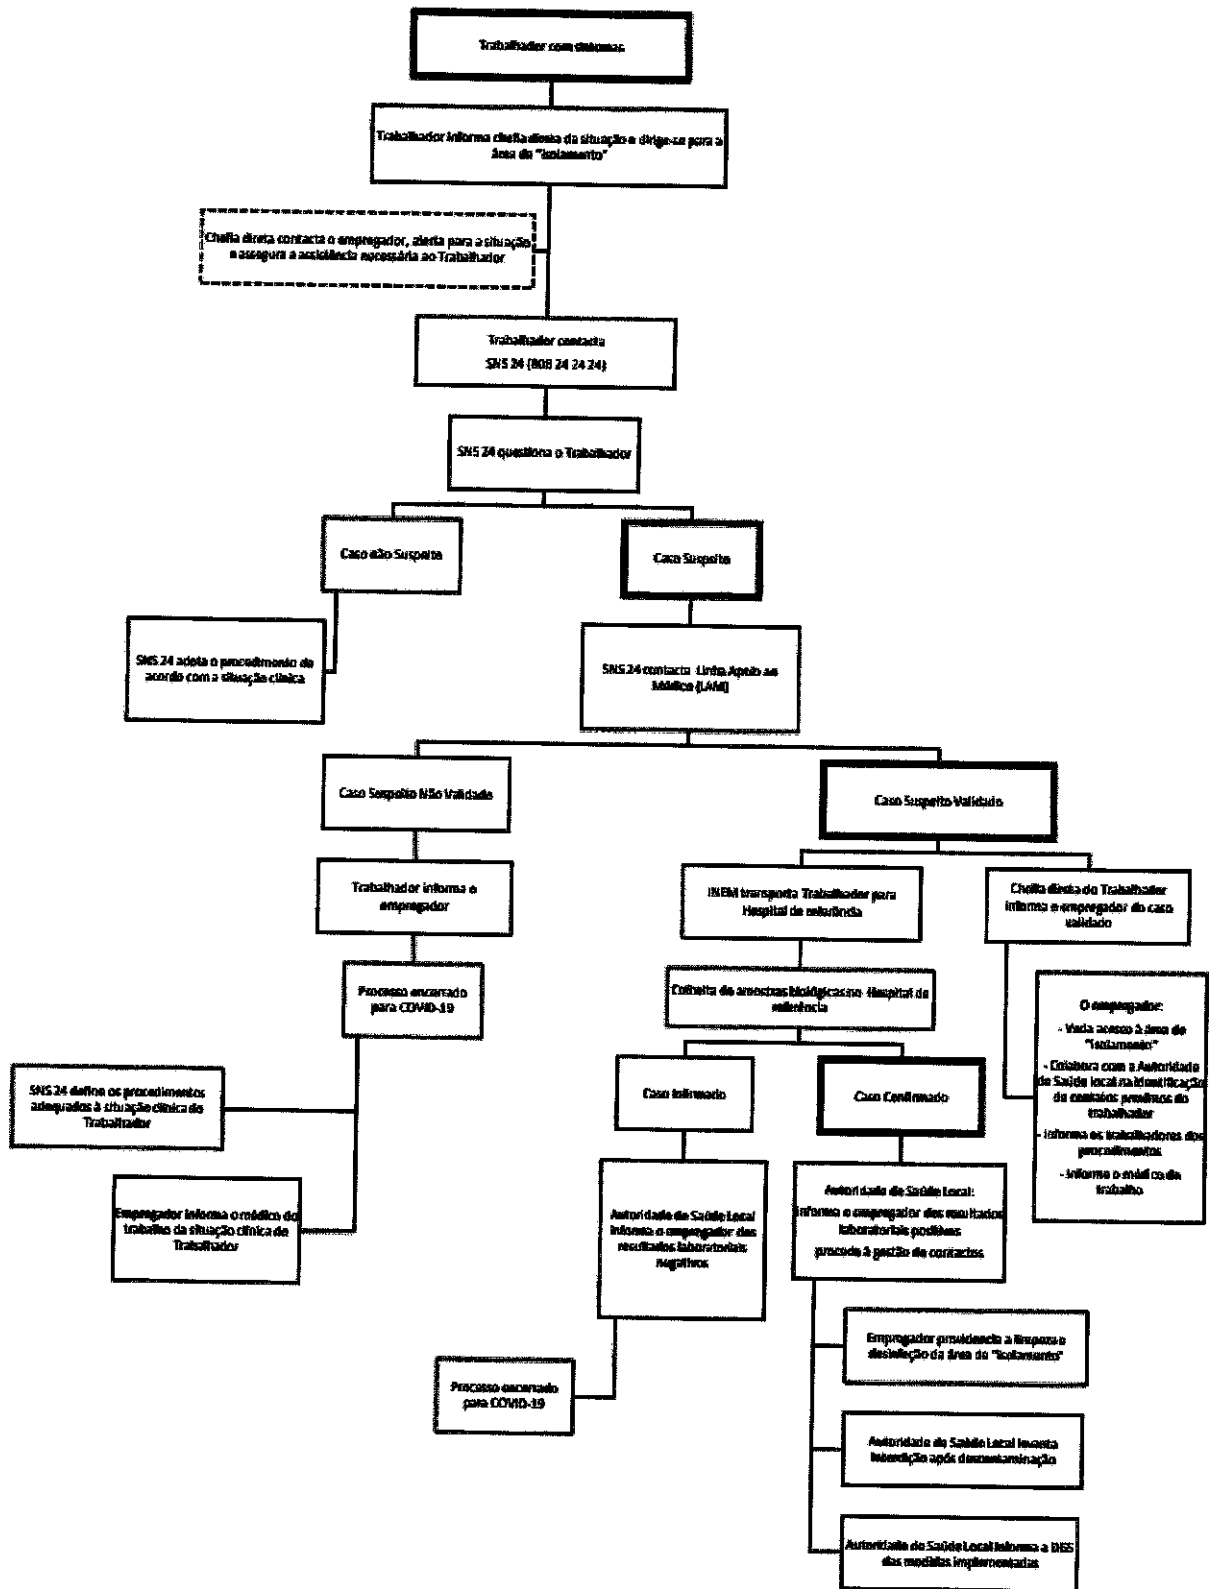 Trabalhador com sintomas
Trabalhador informa chefia direta da situação e dirige-se para a
área de "isolamento"
Chefia direta contacta o empregador, alerta para a situação
e assegura a assistência necessária ao Trabalhador
Trabalhador contacta
SNS 24 (808 24 24 24)
SNS 24 questiona o Trabalhador
Caso não Suspeito
Caso Suspeito
SNS 24 adota o procedimento de
acordo com a situação clínica
SNS 24 contacta Linha Apoio ao
Médico (LAM)
Caso Suspeito Não Validado
Caso Suspeito Validado
Trabalhador informa o
empregador
INEM transporta Trabalhador para
Hospital de referência
Chefia direta do Trabalhador
informa o empregador do caso
validado
Processo encerrado
para COVID-19
Colheita de amostras biológicas no Hospital de
referência
O empregador:
- Veda acesso à área de
"isolamento"
- Colabora com a Autoridade
de Saúde local na identificação
de contatos próximos do
trabalhador
- Informa os trabalhadores dos
procedimentos
- Informa o médico do
trabalho
SNS 24 define os procedimentos
adequados à situação clínica do
Trabalhador
Caso Infirmado
Caso Confirmado
Empregador informa o médico do
trabalho da situação clínica do
Trabalhador
Autoridade de Saúde Local
informa o empregador dos
resultados laboratoriais
negativos
Autoridade de Saúde Local:
informa o empregador dos resultados
laboratoriais positivos
procede à gestão de contactos
Processo encerrado
para COVID-19
Empregador providencia a limpeza e
desinfeção da área de "isolamento"
Autoridade de Saúde Local levanta
interdição após descontaminação
Autoridade de Saúde Local informa a DGS
das medidas implementadas